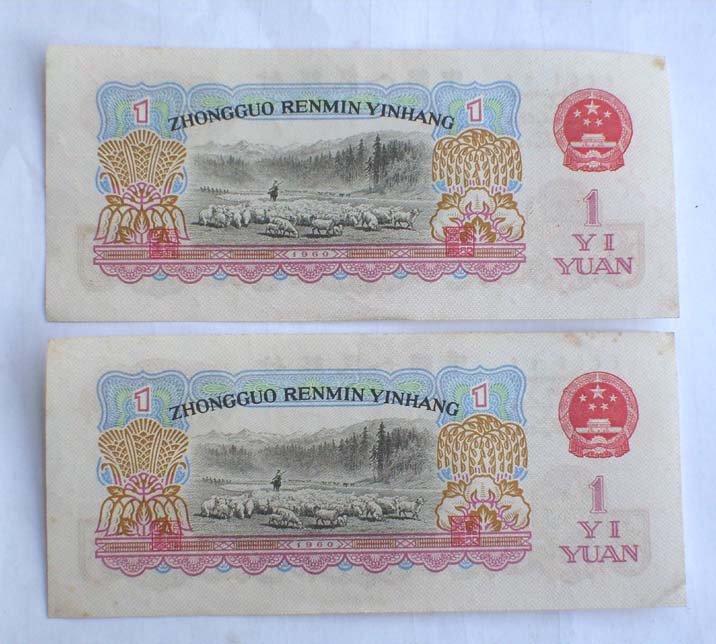 1 ZHONGGUO RENMIN YINHANG 1
1960
1
YI
YUAN
1 ZHONGGUO RENMIN YINHANG 1
1960
1
YI
YUAN